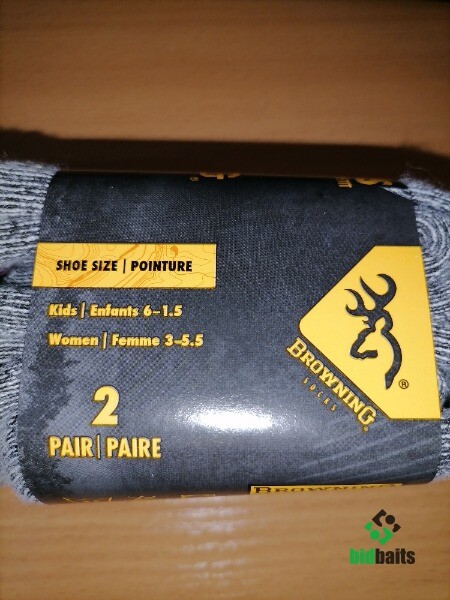 SHOE SIZE | POINTURE
Kids | Enfants 6-1.5
Women | Femme 3-5.5
2
PAIR | PAIRE
BROWNING®
SOCKS
®
BROWNING
bidbaits